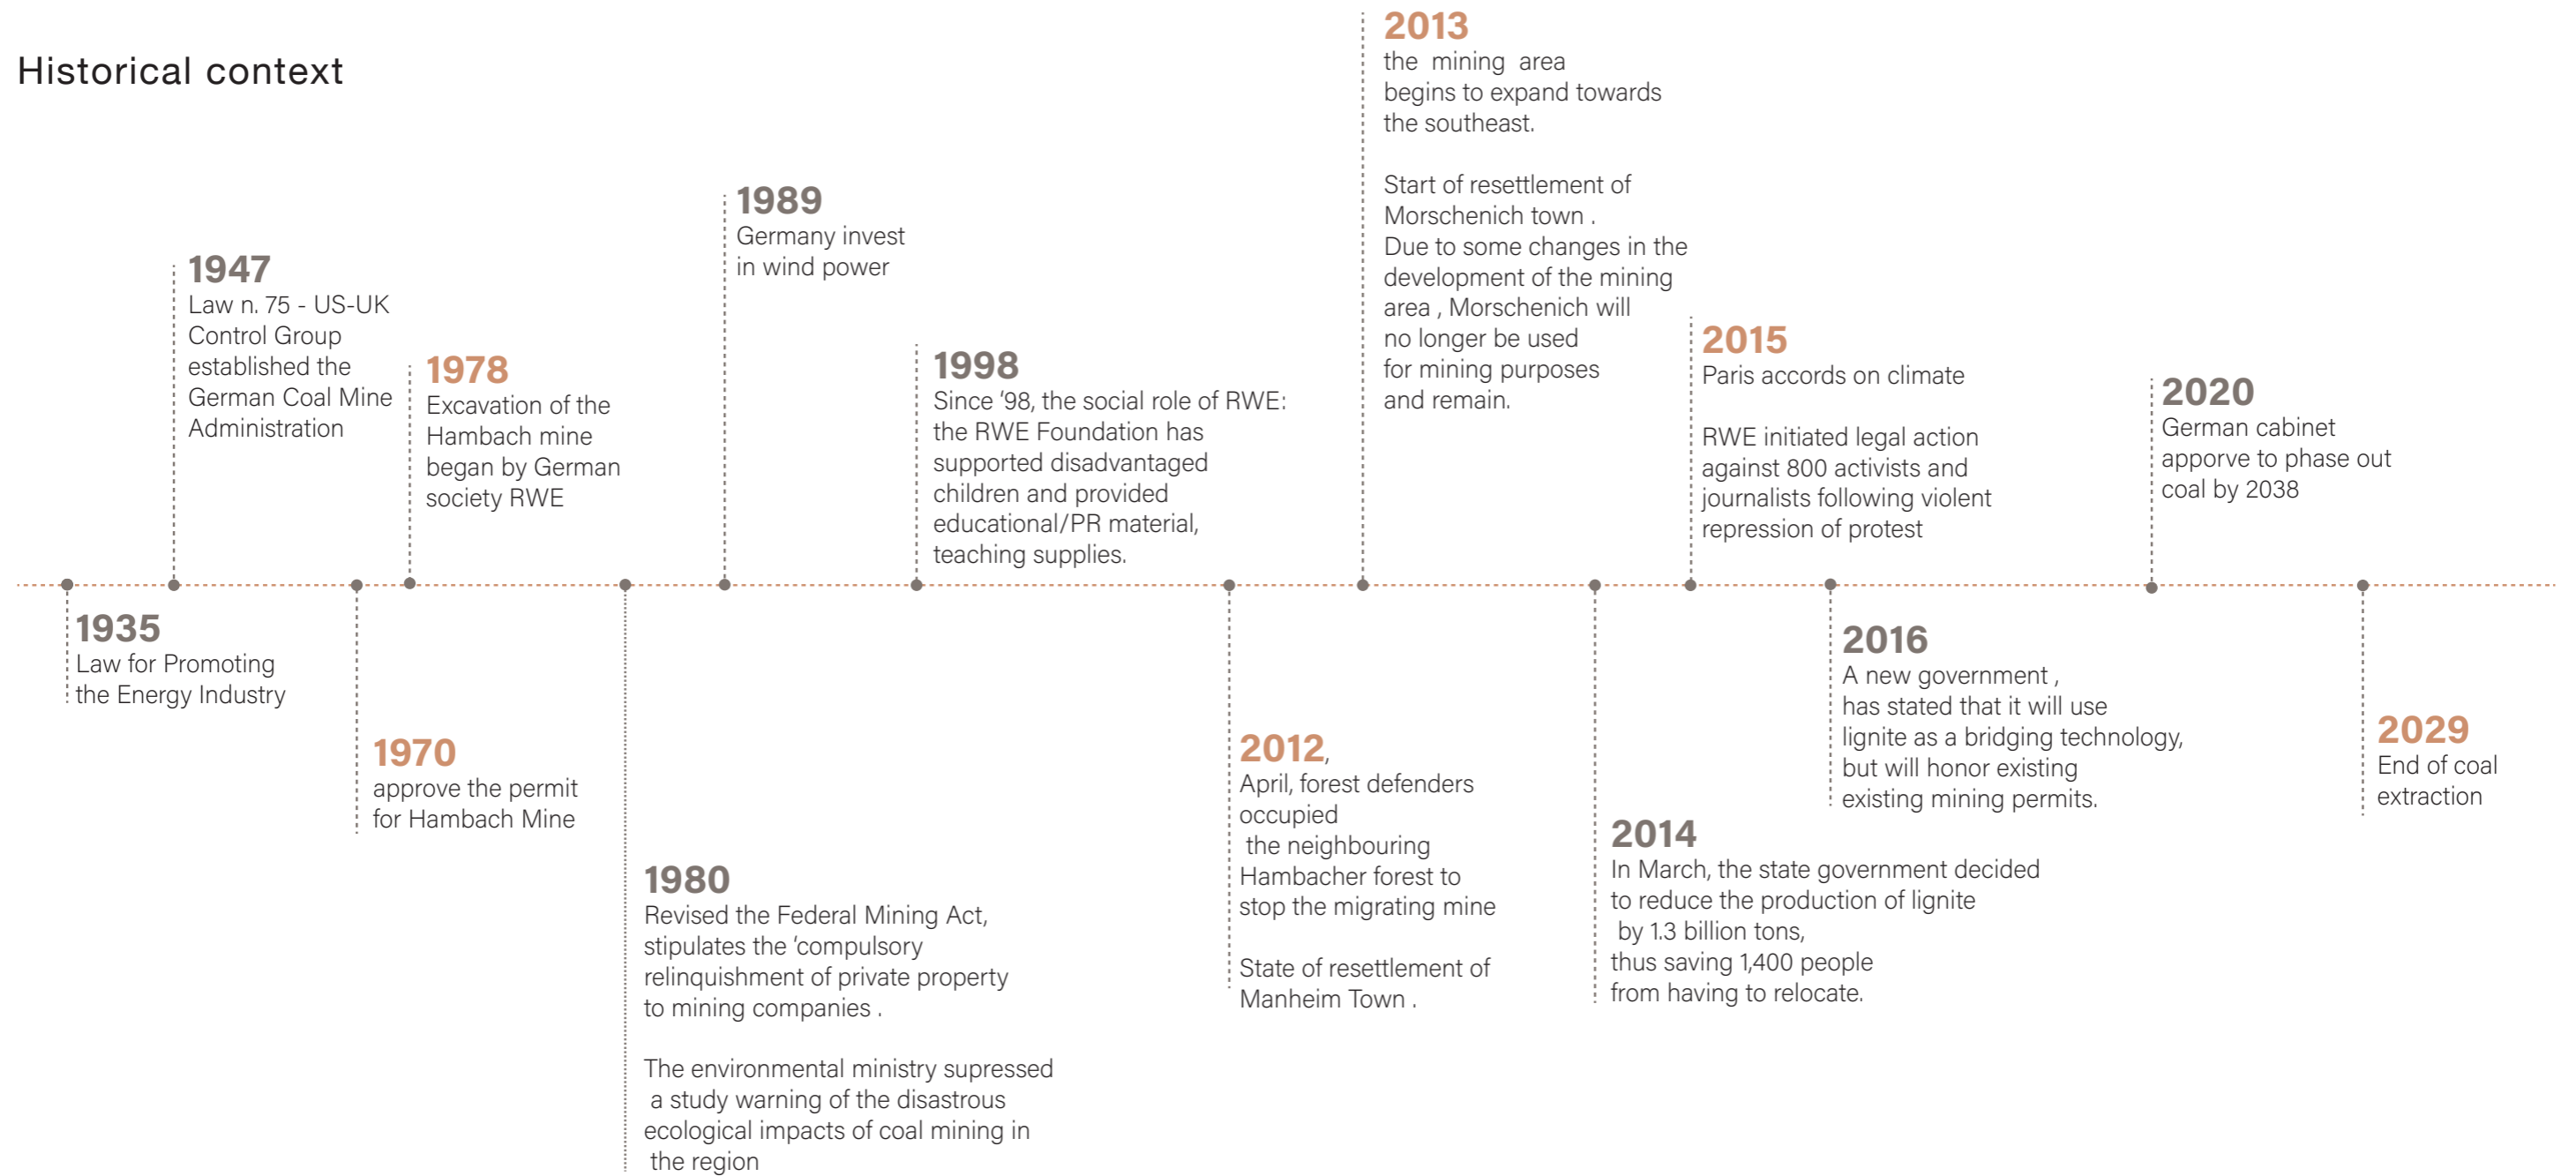 Historical context
1935
Law for Promoting
the Energy Industry
1947
Law n. 75 - US-UK
Control Group
established the
German Coal Mine
Administration
1970
approve the permit
for Hambach Mine
1978
Excavation of the
Hambach mine
began by German
society RWE
1980
Revised the Federal Mining Act,
stipulates the ‘compulsory
relinquishment of private property
to mining companies .
The environmental ministry supressed
a study warning of the disastrous
ecological impacts of coal mining in
the region
1989
Germany invest
in wind power
1998
Since ’98, the social role of RWE:
the RWE Foundation has
supported disadvantaged
children and provided
educational/PR material,
teaching supplies.
2012,
April, forest defenders
occupied
the neighbouring
Hambacher forest to
stop the migrating mine
State of resettlement of
Manheim Town .
2013
the mining area
begins to expand towards
the southeast.
Start of resettlement of
Morschenich town .
Due to some changes in the
development of the mining
area , Morschenich will
no longer be used
for mining purposes
and remain.
2014
In March, the state government decided
to reduce the production of lignite
by 1.3 billion tons,
thus saving 1,400 people
from having to relocate.
2015
Paris accords on climate
RWE initiated legal action
against 800 activists and
journalists following violent
repression of protest
2016
A new government ,
has stated that it will use
lignite as a bridging technology,
but will honor existing
existing mining permits.
2020
German cabinet
apporve to phase out
coal by 2038
2029
End of coal
extraction